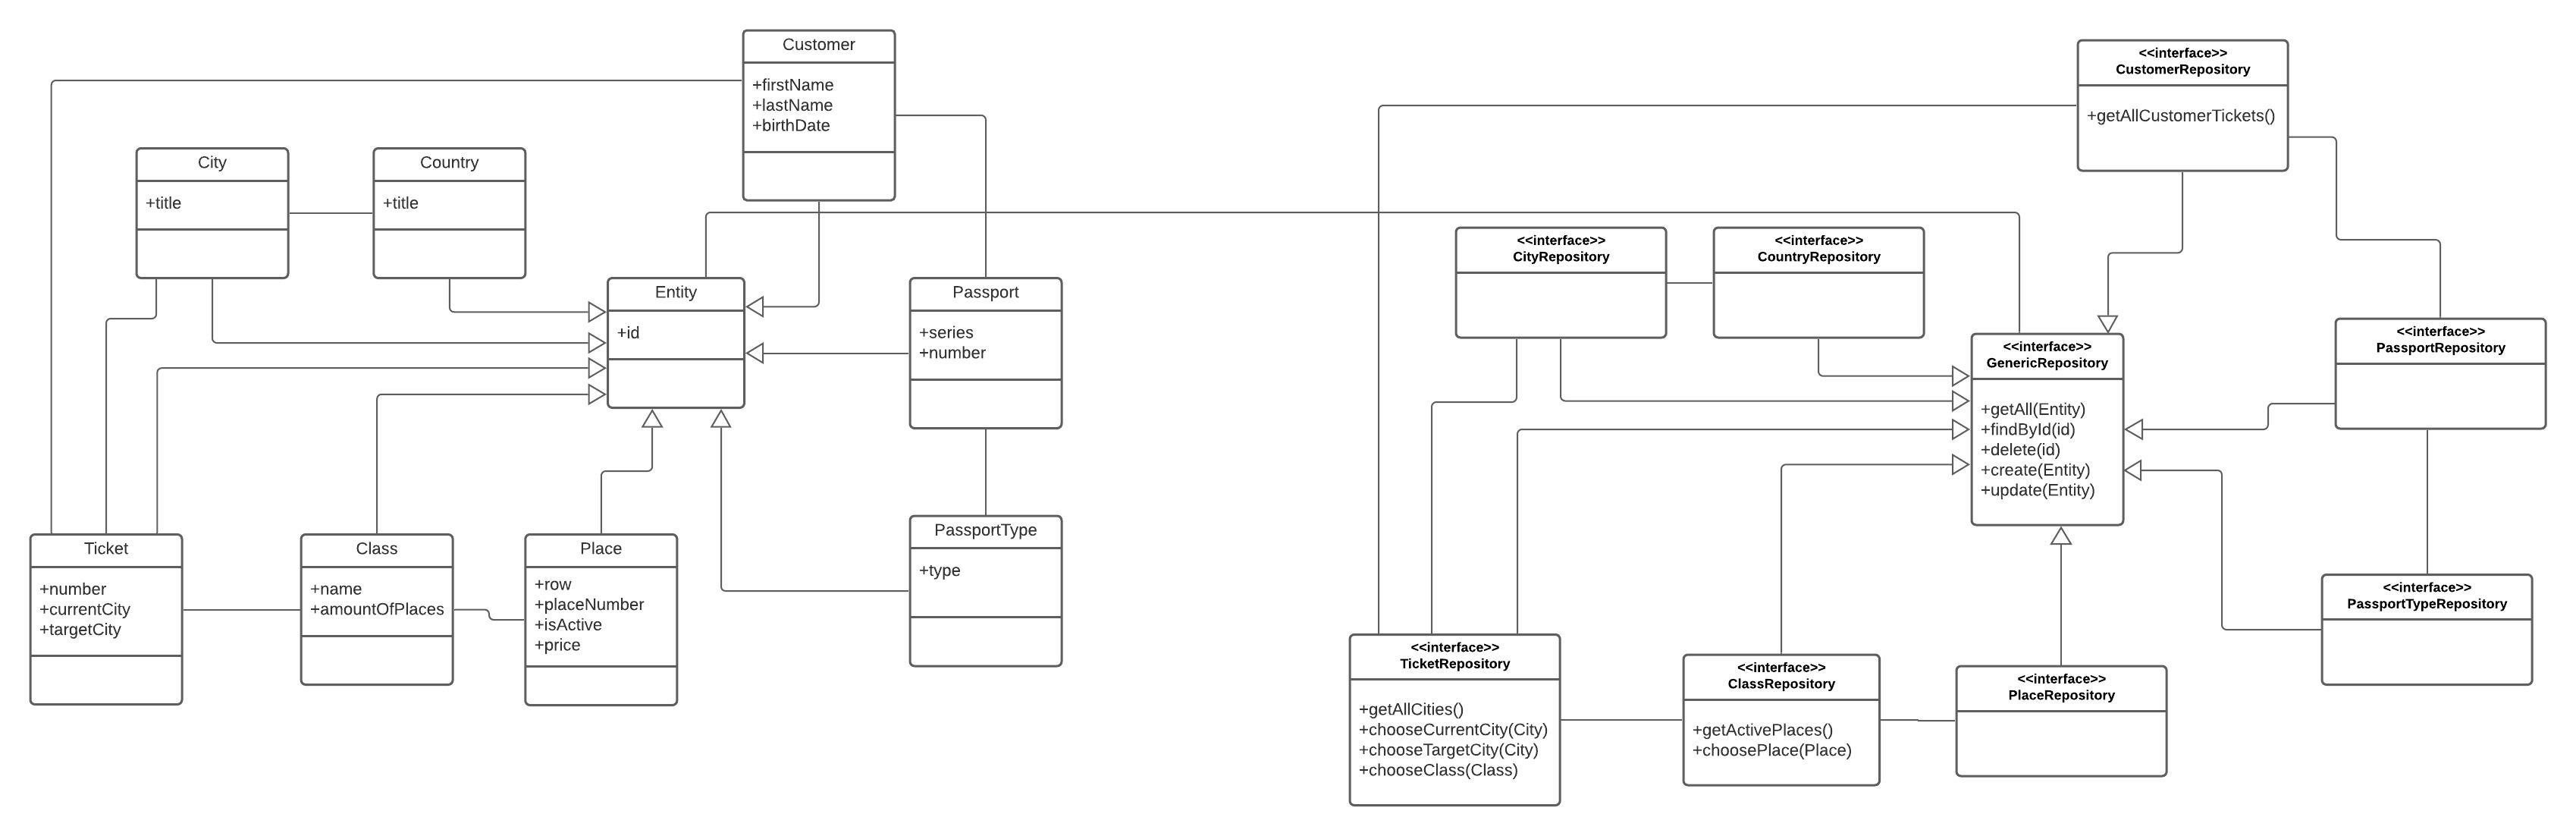 Customer
+firstName
+lastName
+birthDate
City
+title
Country
+title
Entity
+id
Passport
+series
+number
PassportType
+type
Ticket
+number
+currentCity
+targetCity
Class
+name
+amountOfPlaces
Place
+row
+placeNumber
+isActive
+price
<<interface>>
CustomerRepository
+getAllCustomerTickets()
<<interface>>
CityRepository
<<interface>>
CountryRepository
<<interface>>
GenericRepository
+getAll(Entity)
+findById(id)
+delete(id)
+create(Entity)
+update(Entity)
<<interface>>
PassportRepository
<<interface>>
PassportTypeRepository
<<interface>>
TicketRepository
+getAllCities()
+chooseCurrentCity(City)
+chooseTargetCity(City)
+chooseClass(Class)
<<interface>>
ClassRepository
+getActivePlaces()
+choosePlace(Place)
<<interface>>
PlaceRepository